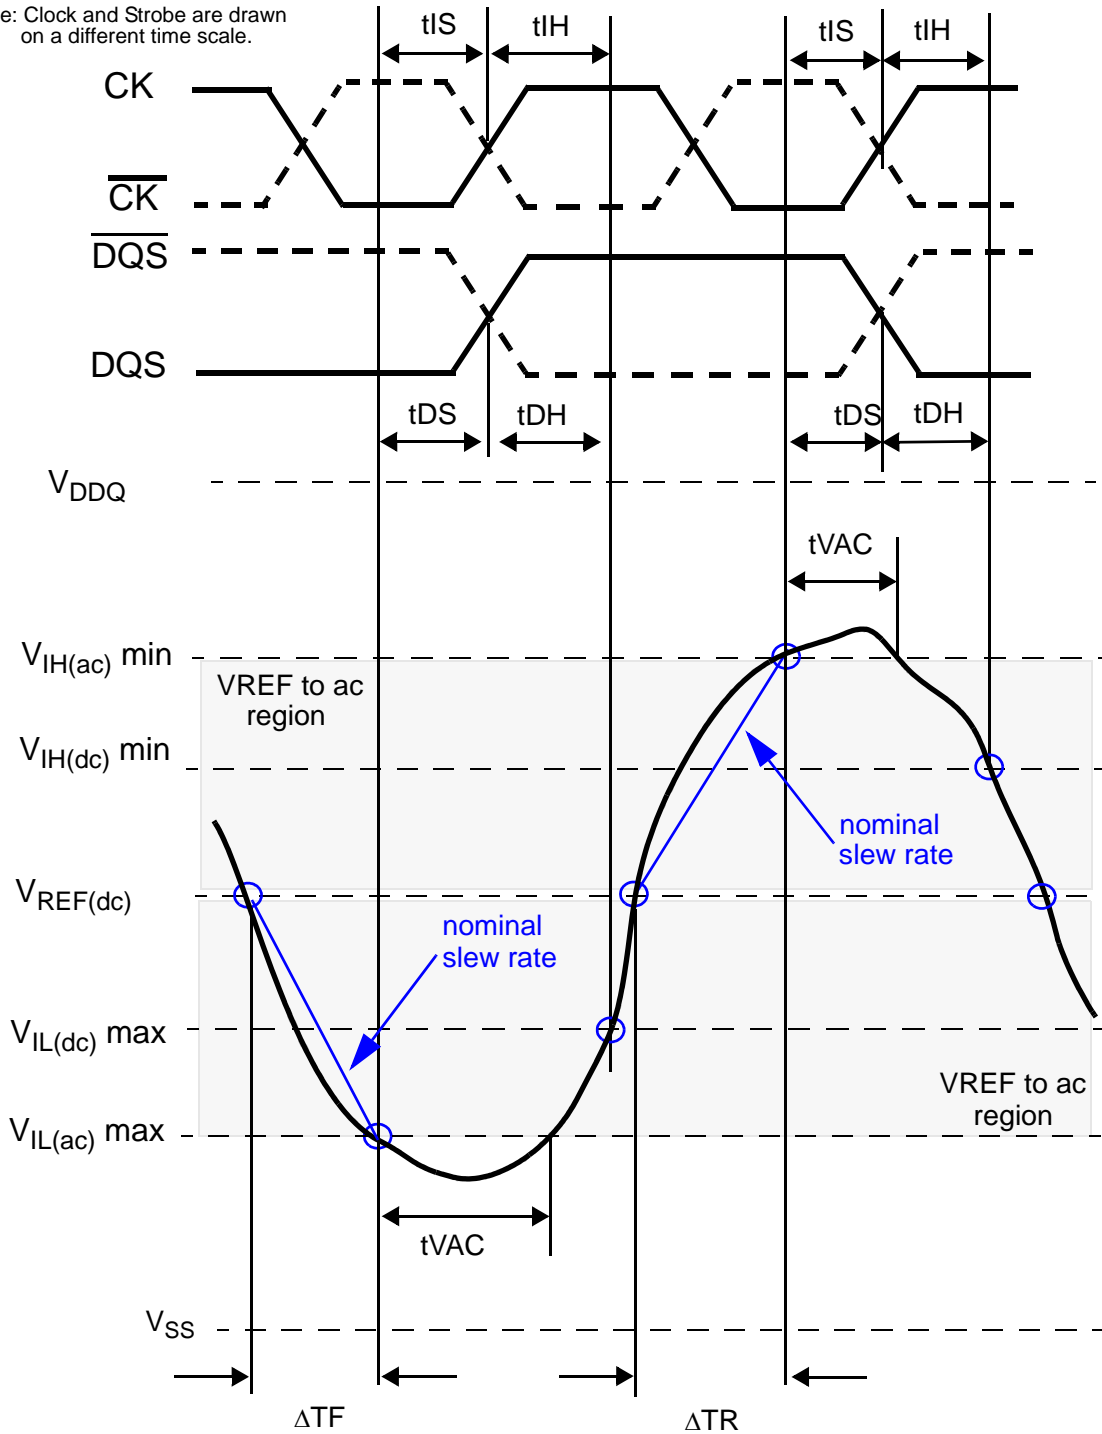 e: Clock and Strobe are drawn
on a different time scale.
tIS
tIH
tIS
tIH
CK
C̅K̅
D̅Q̅S̅
DQS
tDS
tDH
tDS
tDH
VDDQ
tVAC
VIH(ac) min
VREF to ac
region
VIH(dc) min
nominal
slew rate
VREF(dc)
nominal
slew rate
VIL(dc) max
VREF to ac
region
VIL(ac) max
tVAC
VSS
ΔTF
ΔTR